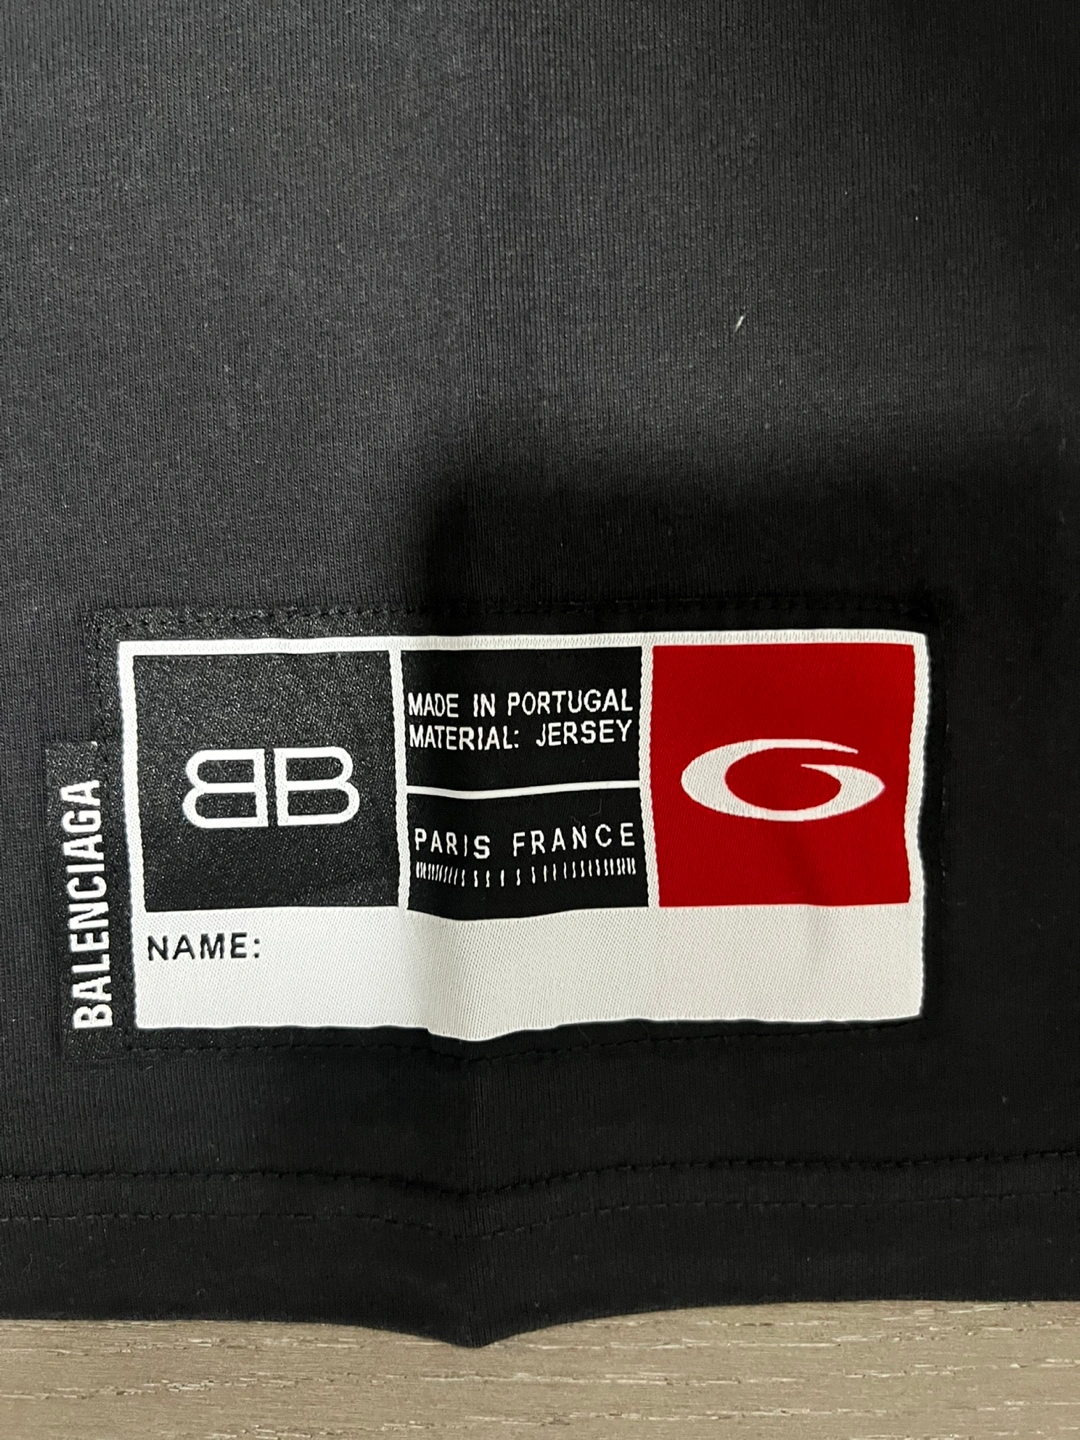 BALENCIAGA
BB
MADE IN PORTUGAL
MATERIAL: JERSEY
PARIS FRANCE
NAME: